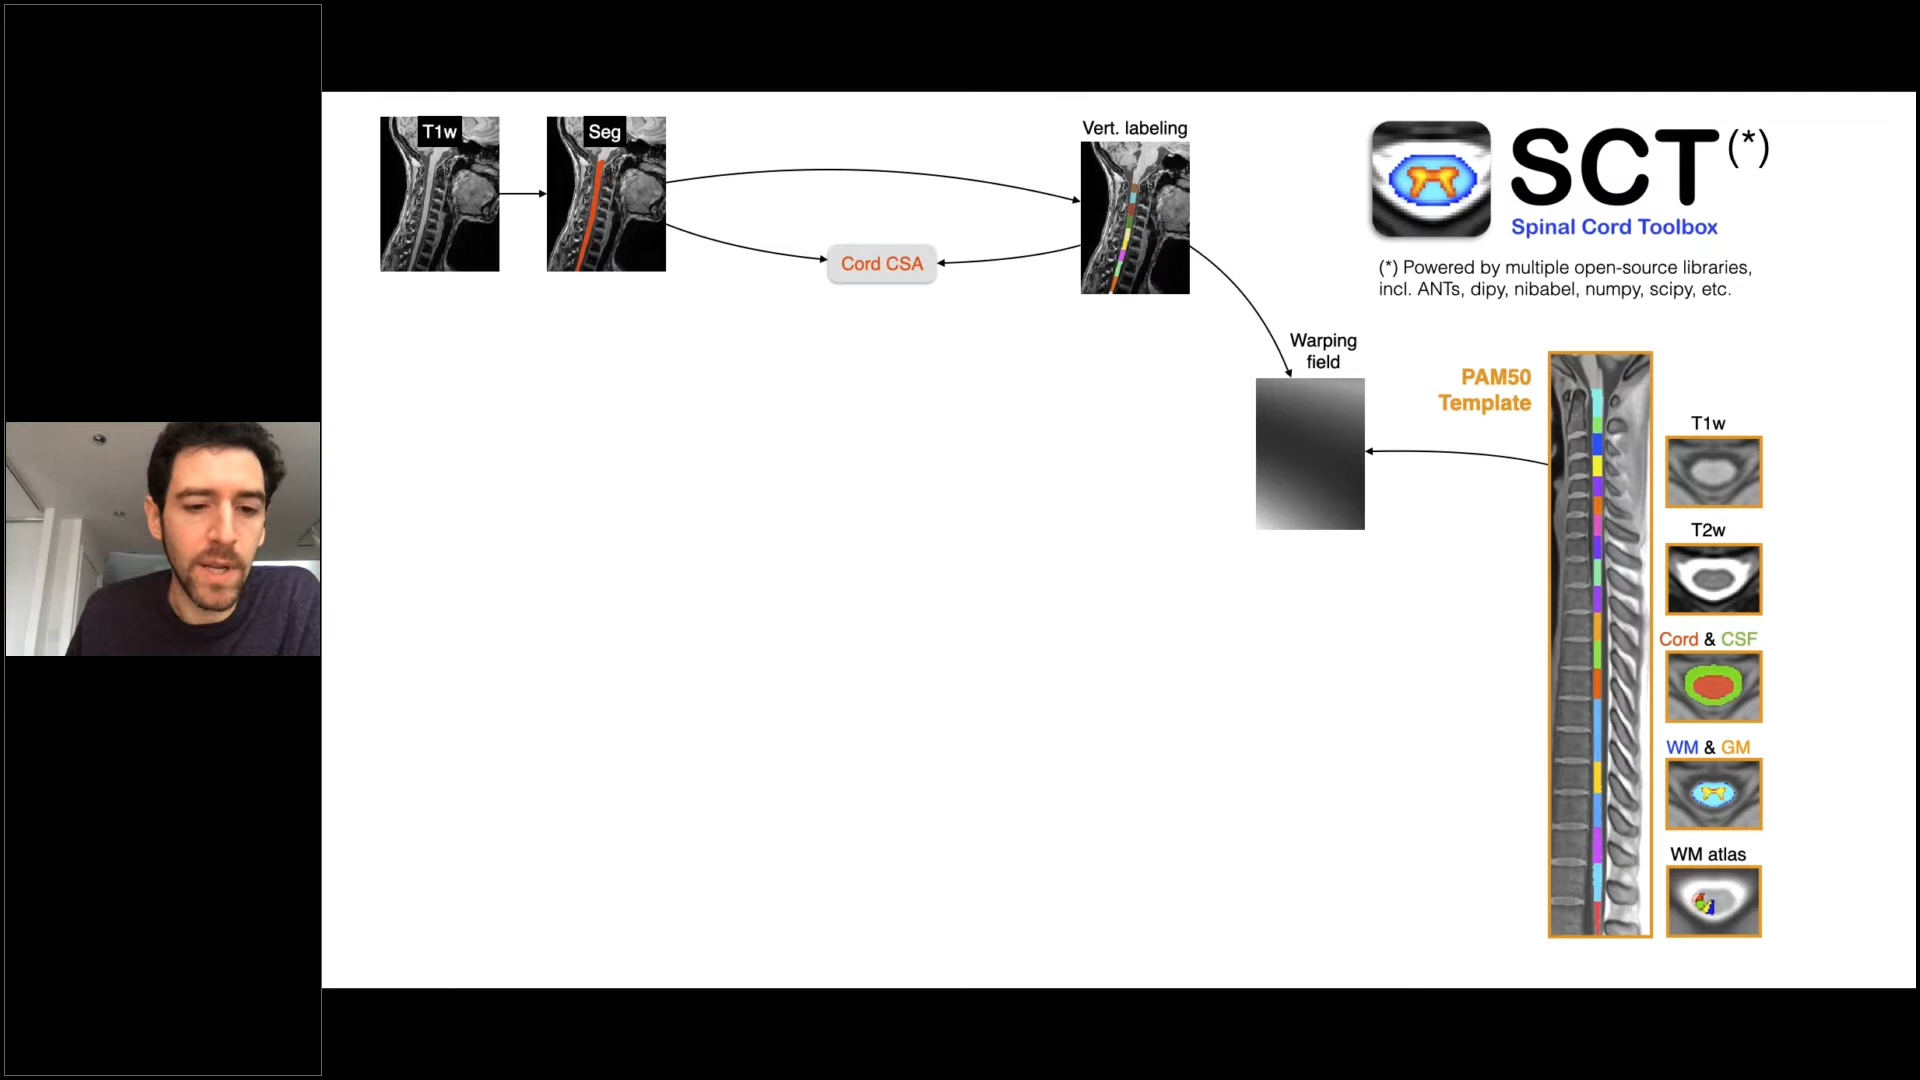 T1w
Seg
Vert. labeling
SCT(*)
Spinal Cord Toolbox
Cord CSA
(*) Powered by multiple open-source libraries,
incl. ANTs, dipy, nibabel, numpy, scipy, etc.
Warping
field
PAM50
Template
T1w
T2w
Cord & CSF
WM & GM
WM atlas